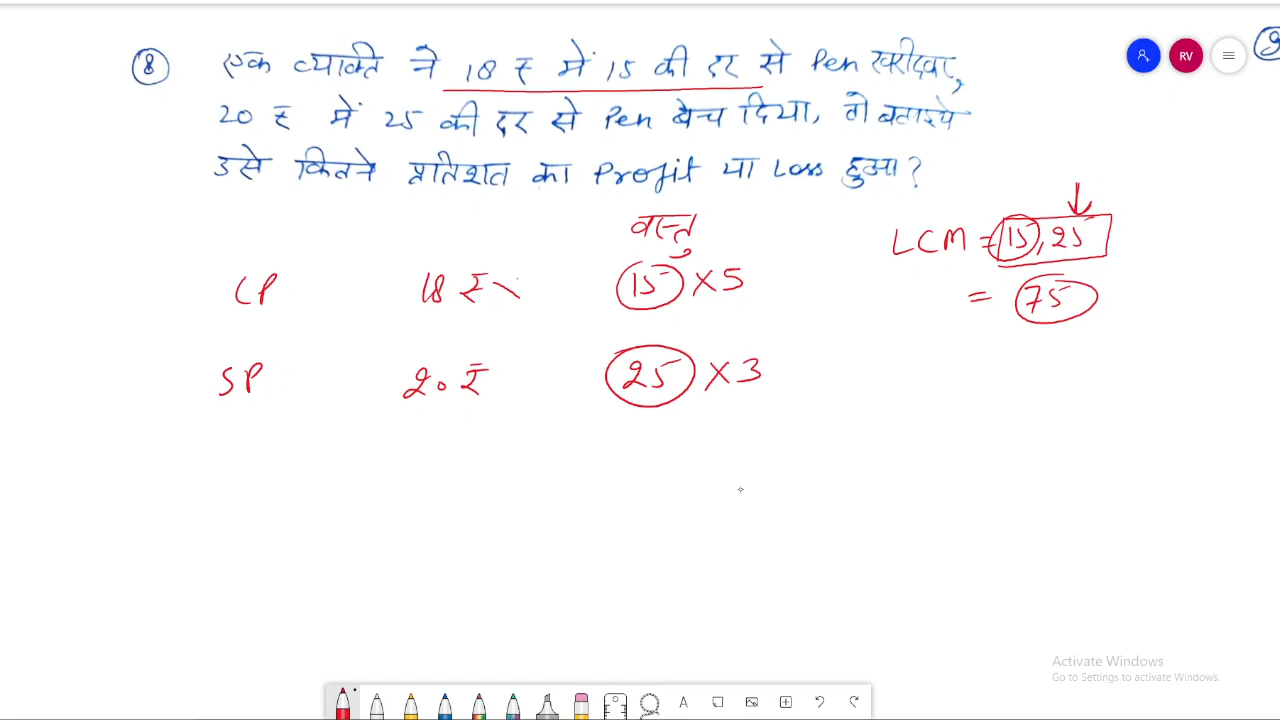 ⑧ एक व्यक्ति ने 18 ₹ में 15 की दर से Pen खरीदकर,
20 ₹ में 25 की दर से Pen बेच दिया, तो बताइये
उसे कितने प्रतिशत का Profit या Loss हुआ?
RV
9
वस्तु
LCM = 15, 25
= 75
CP 18 ₹ 15 × 5
SP 20 ₹ 25 × 3
Activate Windows
Go to Settings to activate Windows.
A